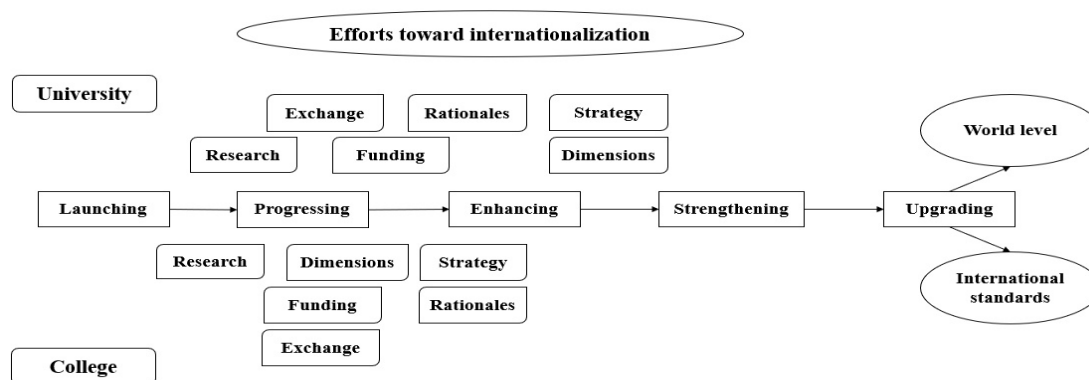 Efforts toward internationalization
University
Exchange
Rationales
Strategy
Research
Funding
Dimensions
World level
Launching
Progressing
Enhancing
Strengthening
Upgrading
Research
Dimensions
Strategy
Funding
Rationales
Exchange
International
standards
College